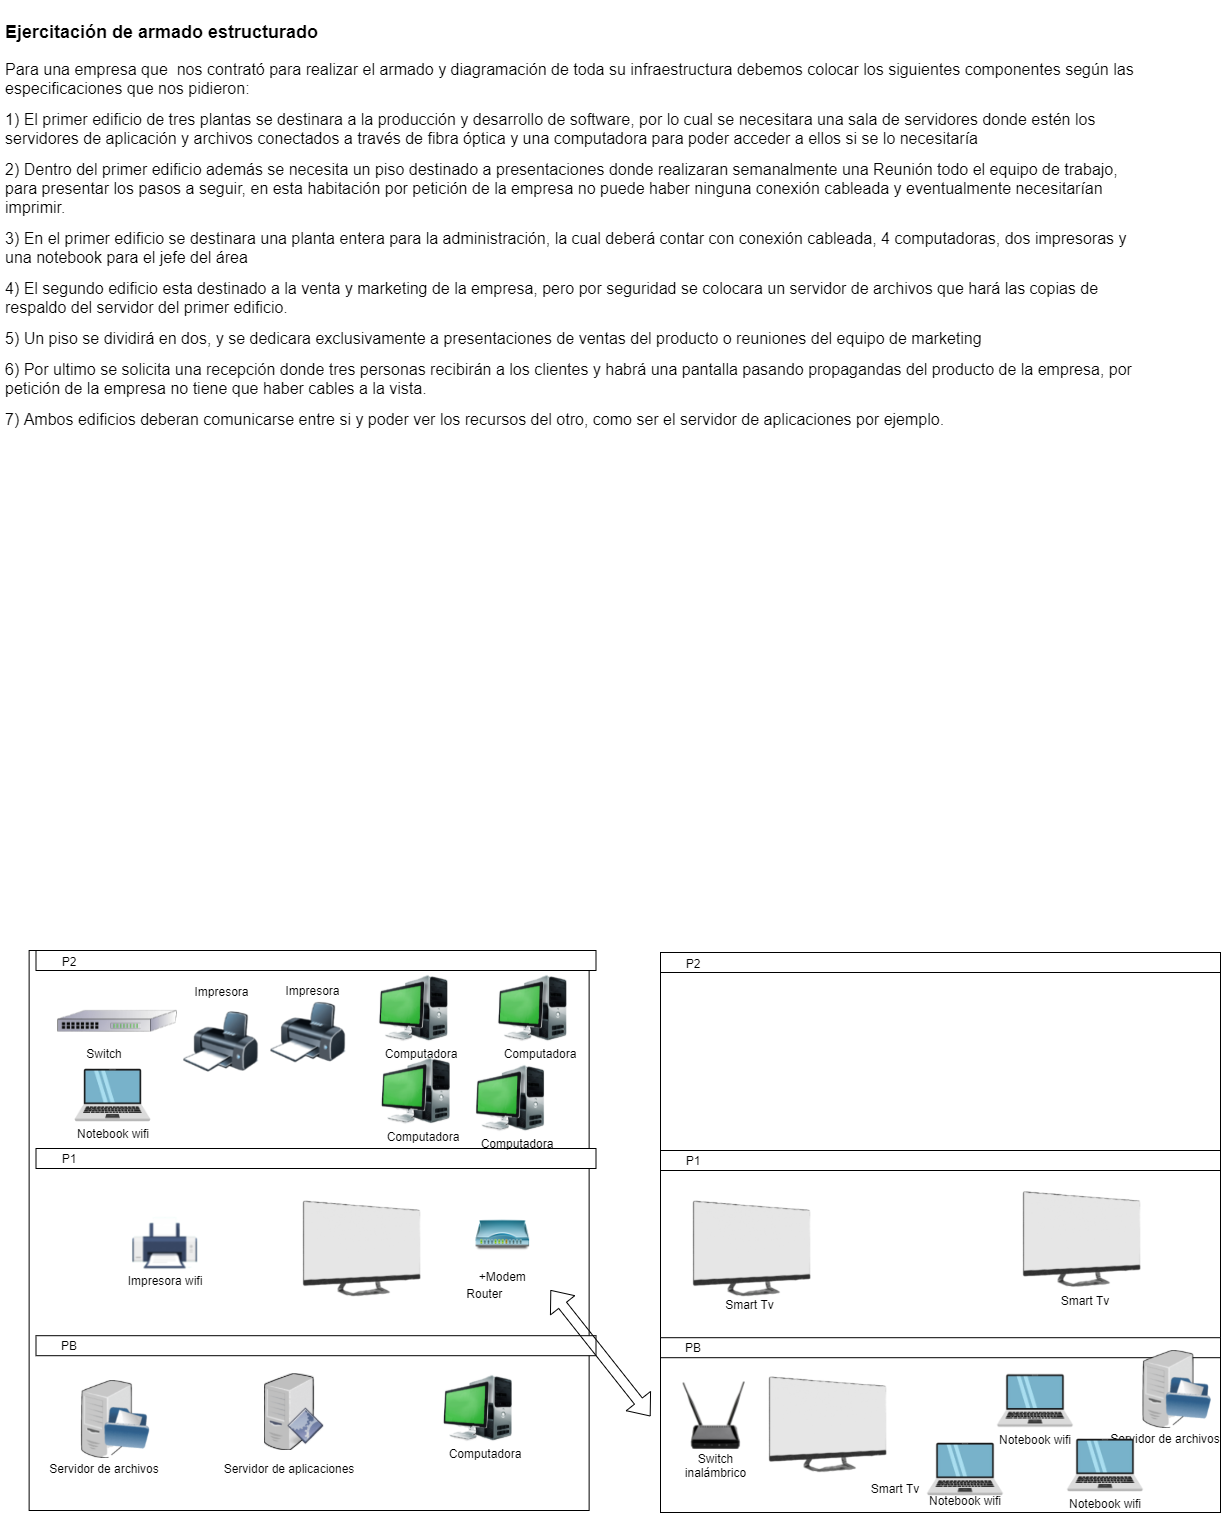 Ejercitación de armado estructurado
Para una empresa que  nos contrató para realizar el armado y diagramación de toda su infraestructura debemos colocar los siguientes componentes según las
especificaciones que nos pidieron:
1) El primer edificio de tres plantas se destinara a la producción y desarrollo de software, por lo cual se necesitara una sala de servidores donde estén los
servidores de aplicación y archivos conectados a través de fibra óptica y una computadora para poder acceder a ellos si se lo necesitaría
2) Dentro del primer edificio además se necesita un piso destinado a presentaciones donde realizaran semanalmente una Reunión todo el equipo de trabajo,
para presentar los pasos a seguir, en esta habitación por petición de la empresa no puede haber ninguna conexión cableada y eventualmente necesitarían
imprimir.
3) En el primer edificio se destinara una planta entera para la administración, la cual deberá contar con conexión cableada, 4 computadoras, dos impresoras y
una notebook para el jefe del área
4) El segundo edificio esta destinado a la venta y marketing de la empresa, pero por seguridad se colocara un servidor de archivos que hará las copias de
respaldo del servidor del primer edificio.
5) Un piso se dividirá en dos, y se dedicara exclusivamente a presentaciones de ventas del producto o reuniones del equipo de marketing
6) Por ultimo se solicita una recepción donde tres personas recibirán a los clientes y habrá una pantalla pasando propagandas del producto de la empresa, por
petición de la empresa no tiene que haber cables a la vista.
7) Ambos edificios deberan comunicarse entre si y poder ver los recursos del otro, como ser el servidor de aplicaciones por ejemplo.
P2
Impresora
Impresora
Switch
Computadora
Computadora
Notebook wifi
Computadora
Computadora
P1
Impresora wifi
+Modem
Router
PB
Servidor de archivos
Servidor de aplicaciones
Computadora
P2
P1
Smart Tv
Smart Tv
PB
Switch
inalámbrico
Smart Tv
Notebook wifi
Servidor de archivos
Notebook wifi
Notebook wifi